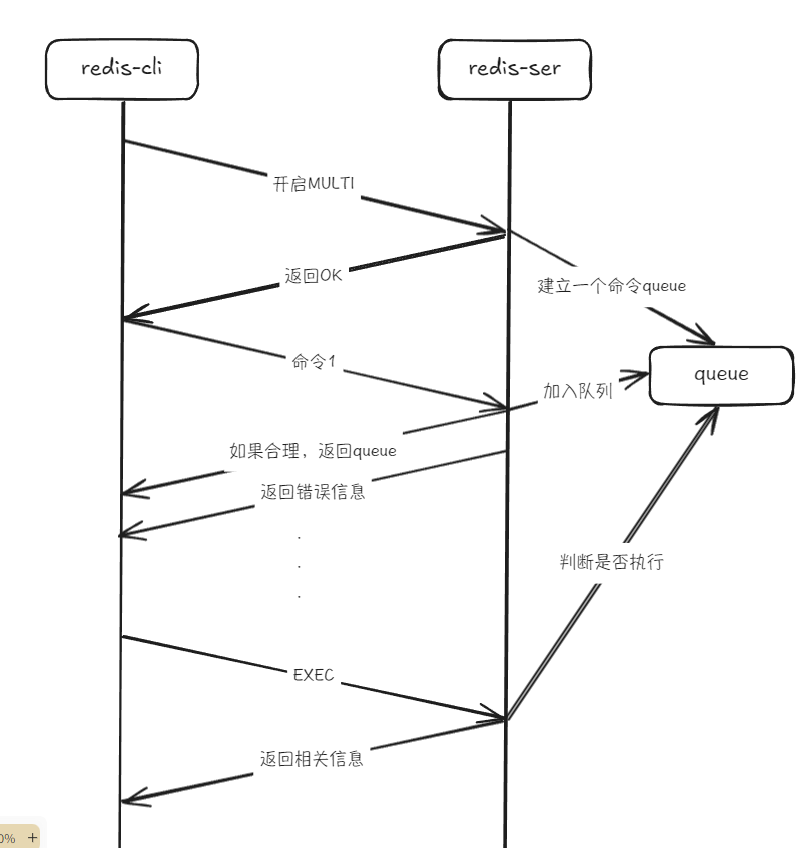 redis-cli
redis-ser
开启MULTI
返回OK
建立一个命令queue
命令1
queue
加入队列
如果合理，返回queue
返回错误信息
.
.
.
判断是否执行
EXEC
返回相关信息
0% +